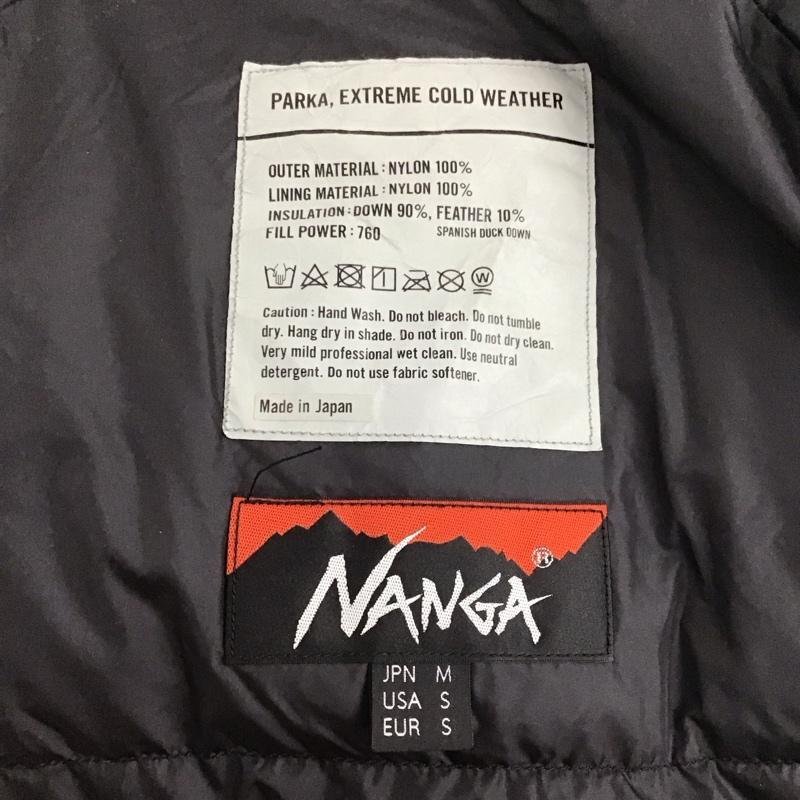 PARKA, EXTREME COLD WEATHER
OUTER MATERIAL : NYLON 100%
LINING MATERIAL : NYLON 100%
INSULATION : DOWN 90%, FEATHER 10%
FILL POWER : 760 SPANISH DUCK DOWN
W
Caution : Hand Wash. Do not bleach. Do not tumble
dry. Hang dry in shade. Do not iron. Do not dry clean.
Very mild professional wet clean. Use neutral
detergent. Do not use fabric softener.
Made in Japan
NANGA ®
JPN M
USA S
EUR S